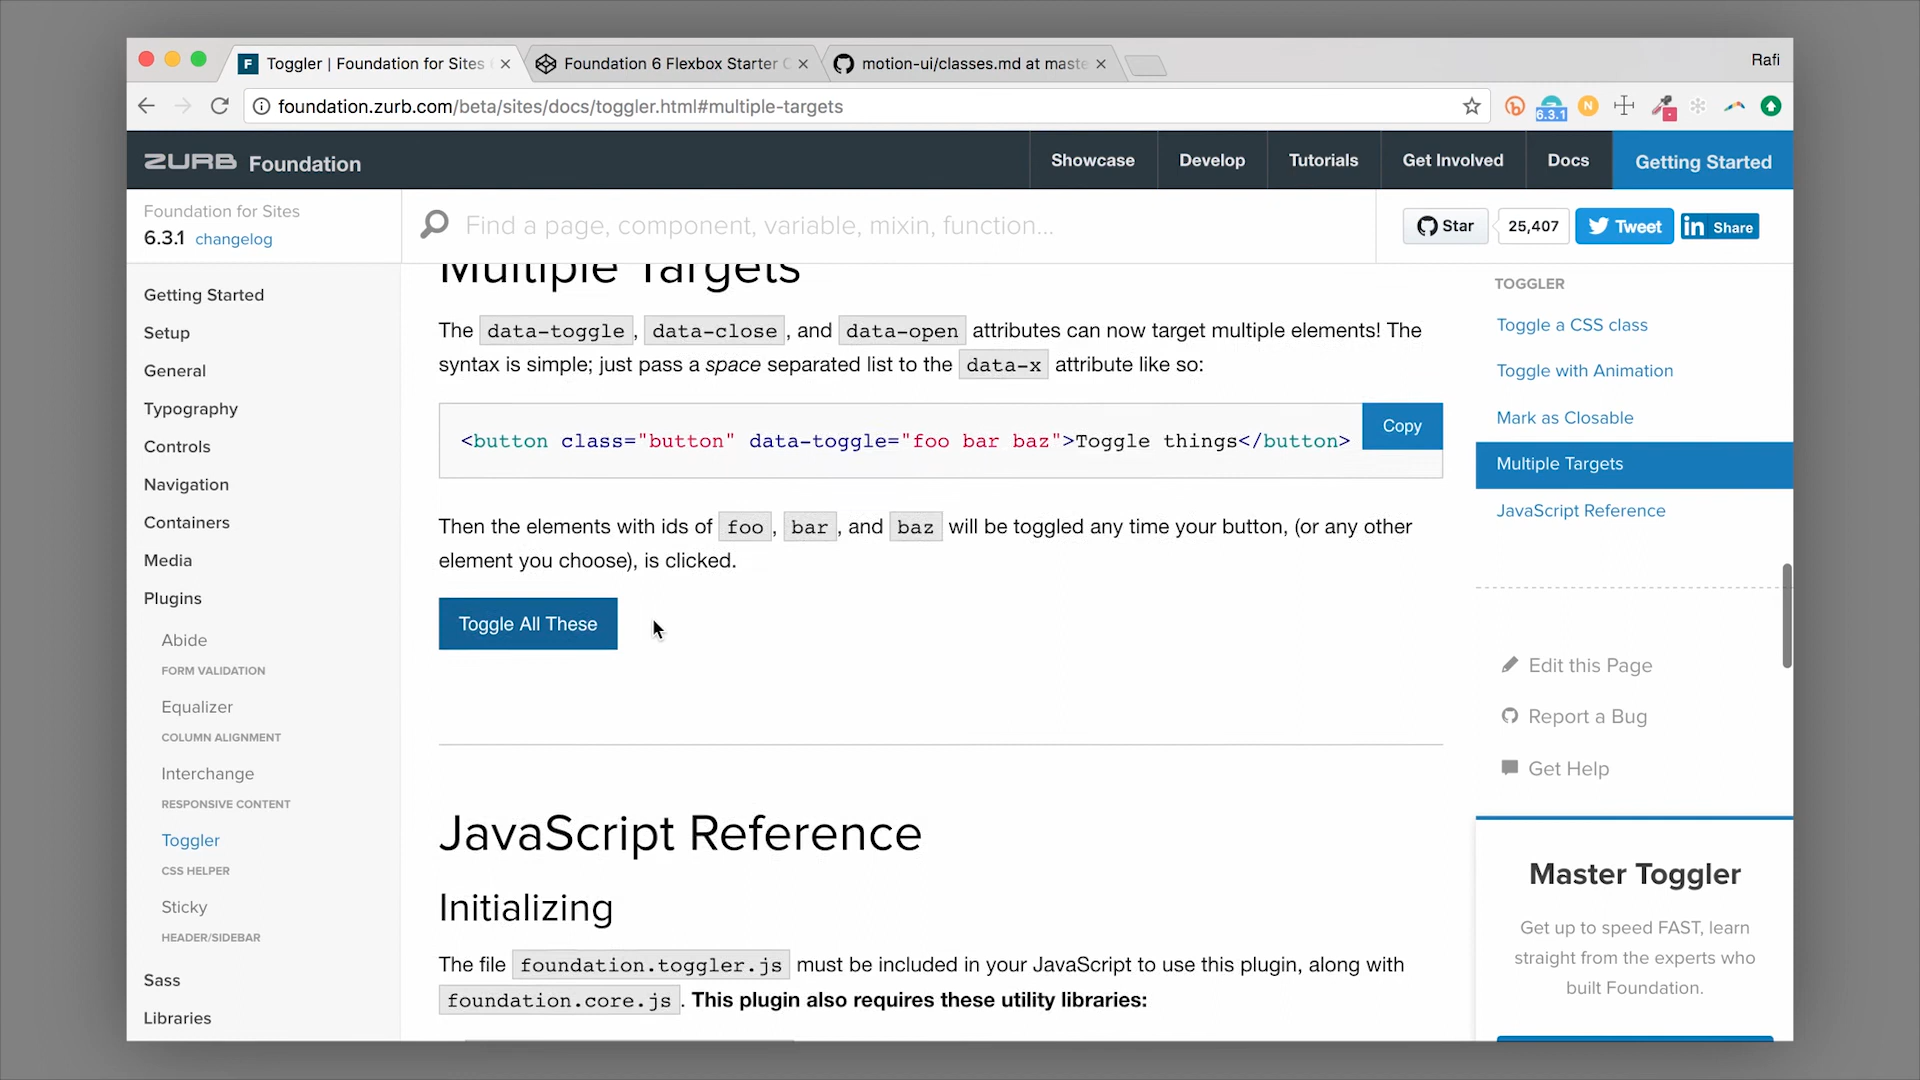 Toggler | Foundation for Sites
Foundation 6 Flexbox Starter C
motion-ui/classes.md at maste
Rafi
foundation.zurb.com/beta/sites/docs/toggler.html#multiple-targets
6.3.1
N
ZURB Foundation
Showcase
Develop
Tutorials
Get Involved
Docs
Getting Started
Foundation for Sites
6.3.1 changelog
Find a page, component, variable, mixin, function...
Star
25,407
Tweet
in Share
Getting Started
Setup
General
Typography
Controls
Navigation
Containers
Media
Plugins
Abide
FORM VALIDATION
Equalizer
COLUMN ALIGNMENT
Interchange
RESPONSIVE CONTENT
Toggler
CSS HELPER
Sticky
HEADER/SIDEBAR
Sass
Libraries
Multiple Targets
The data-toggle, data-close, and data-open attributes can now target multiple elements! The
syntax is simple; just pass a space separated list to the data-x attribute like so:
<button class="button" data-toggle="foo bar baz">Toggle things</button>
Copy
Then the elements with ids of foo, bar, and baz will be toggled any time your button, (or any other
element you choose), is clicked.
Toggle All These
JavaScript Reference
Initializing
The file foundation.toggler.js must be included in your JavaScript to use this plugin, along with
foundation.core.js. This plugin also requires these utility libraries:
TOGGLER
Toggle a CSS class
Toggle with Animation
Mark as Closable
Multiple Targets
JavaScript Reference
Edit this Page
Report a Bug
Get Help
Master Toggler
Get up to speed FAST, learn
straight from the experts who
built Foundation.